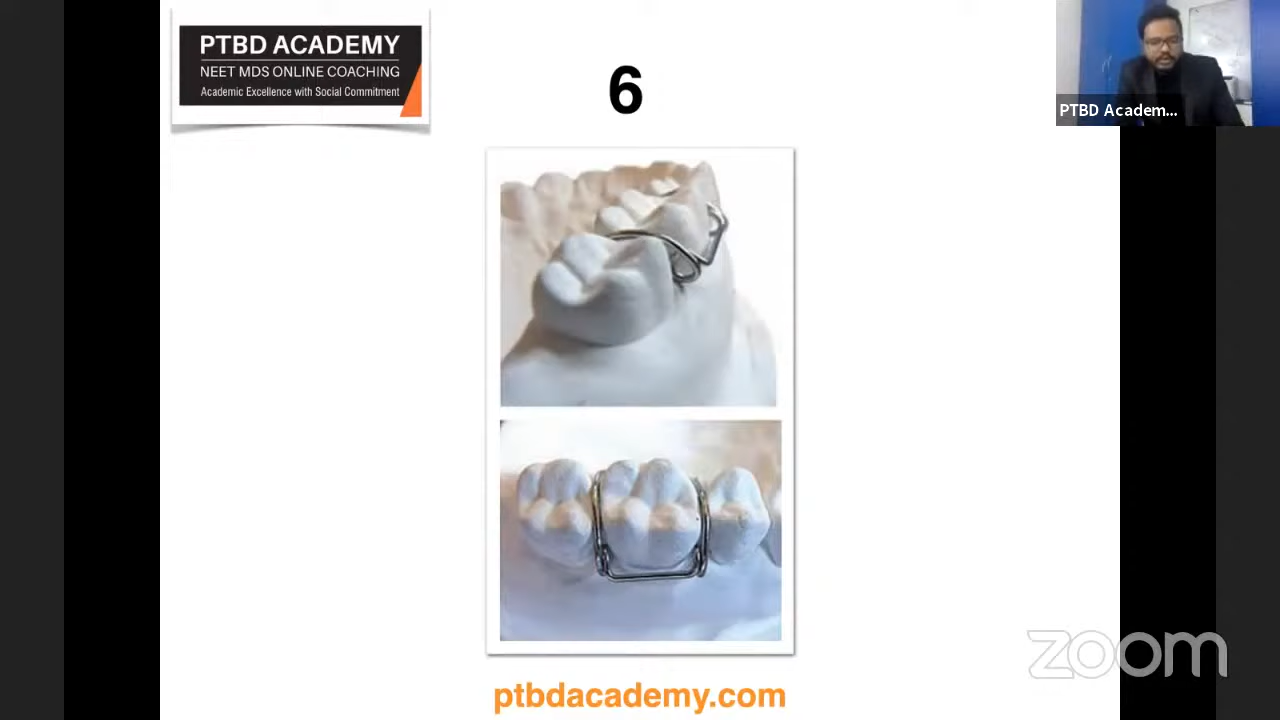 PTBD ACADEMY
NEET MDS ONLINE COACHING
Academic Excellence with Social Commitment
6
PTBD Academ...
ptbdacademy.com
zoom